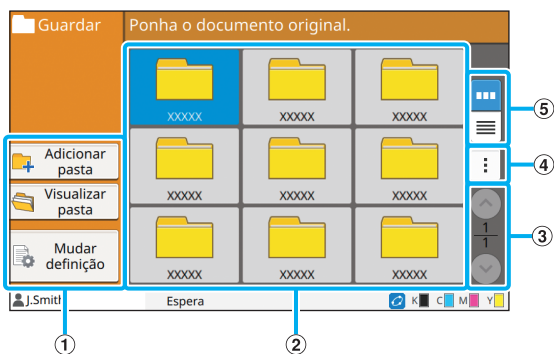 Guardar
Ponha o documento original.
XXXXX XXXXX XXXXX
5
4
Adicionar
pasta
XXXXX XXXXX XXXXX
Visualizar
pasta
1
1
3
Mudar
definição
XXXXX XXXXX XXXXX
J.Smith
Espera
K C M Y
1
2